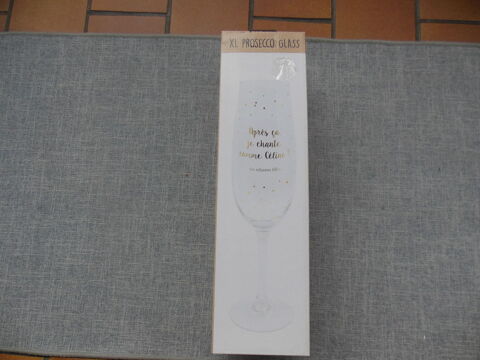 XL PROSECCO GLASS
Après ça,
je chante
comme Céline !